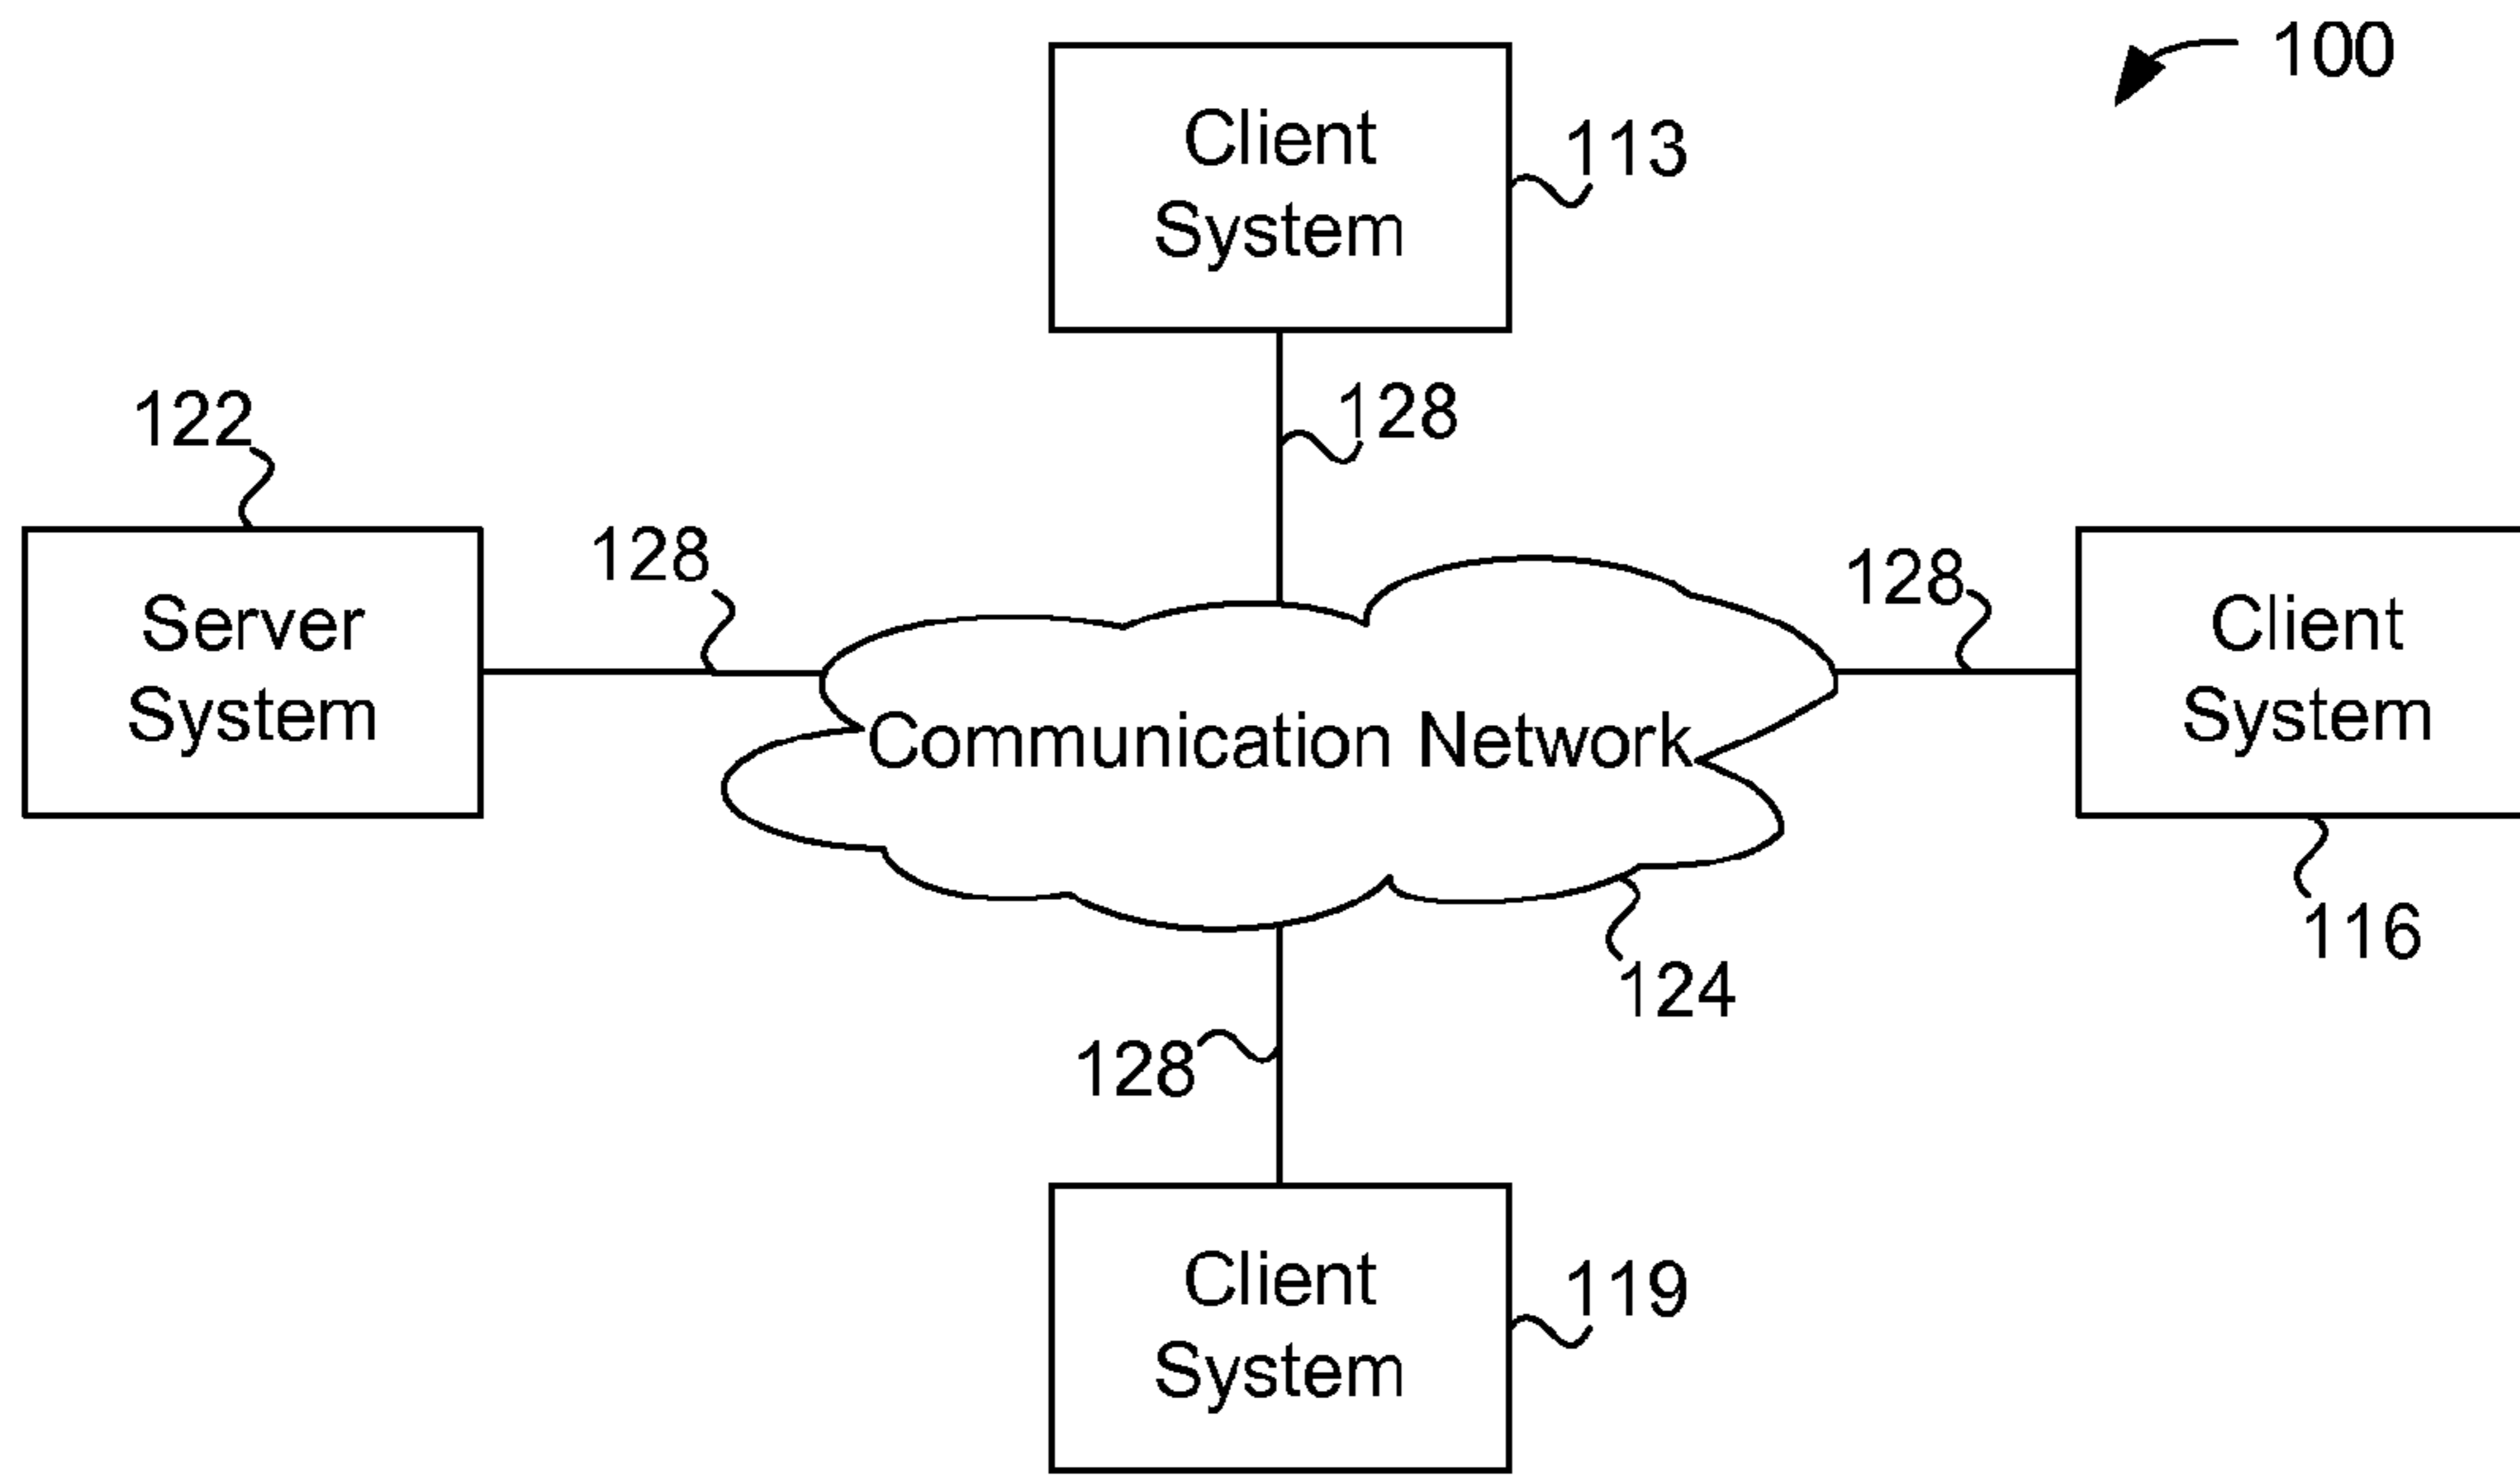 100
Client
System
113
128
122
Server
System
128
128
Client
System
Communication Network
116
124
128
Client
System
119